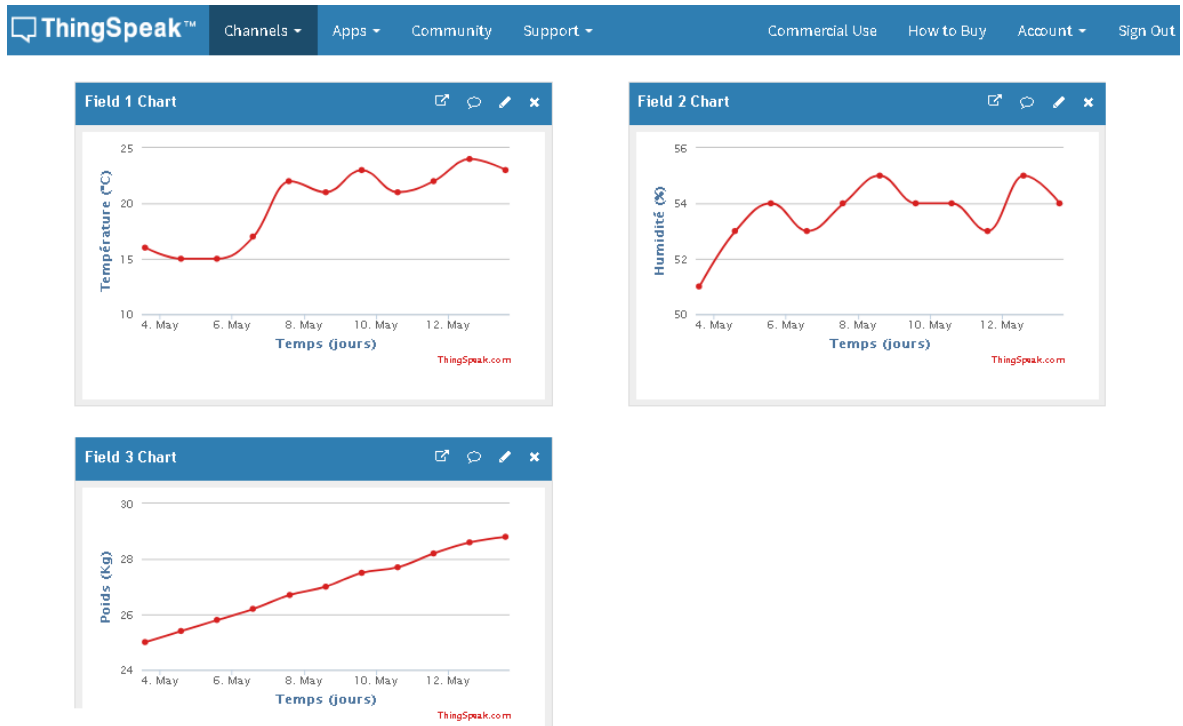 ThingSpeak™ Channels Apps Community Support Commercial Use How to Buy Account Sign Out
Field 1 Chart
25
20
15
10
Température (°C)
4. May 6. May 8. May 10. May 12. May
Temps (jours)
ThingSpeak.com
Field 2 Chart
56
54
52
50
Humidité (%)
4. May 6. May 8. May 10. May 12. May
Temps (jours)
ThingSpeak.com
Field 3 Chart
30
28
26
24
Poids (Kg)
4. May 6. May 8. May 10. May 12. May
Temps (jours)
ThingSpeak.com